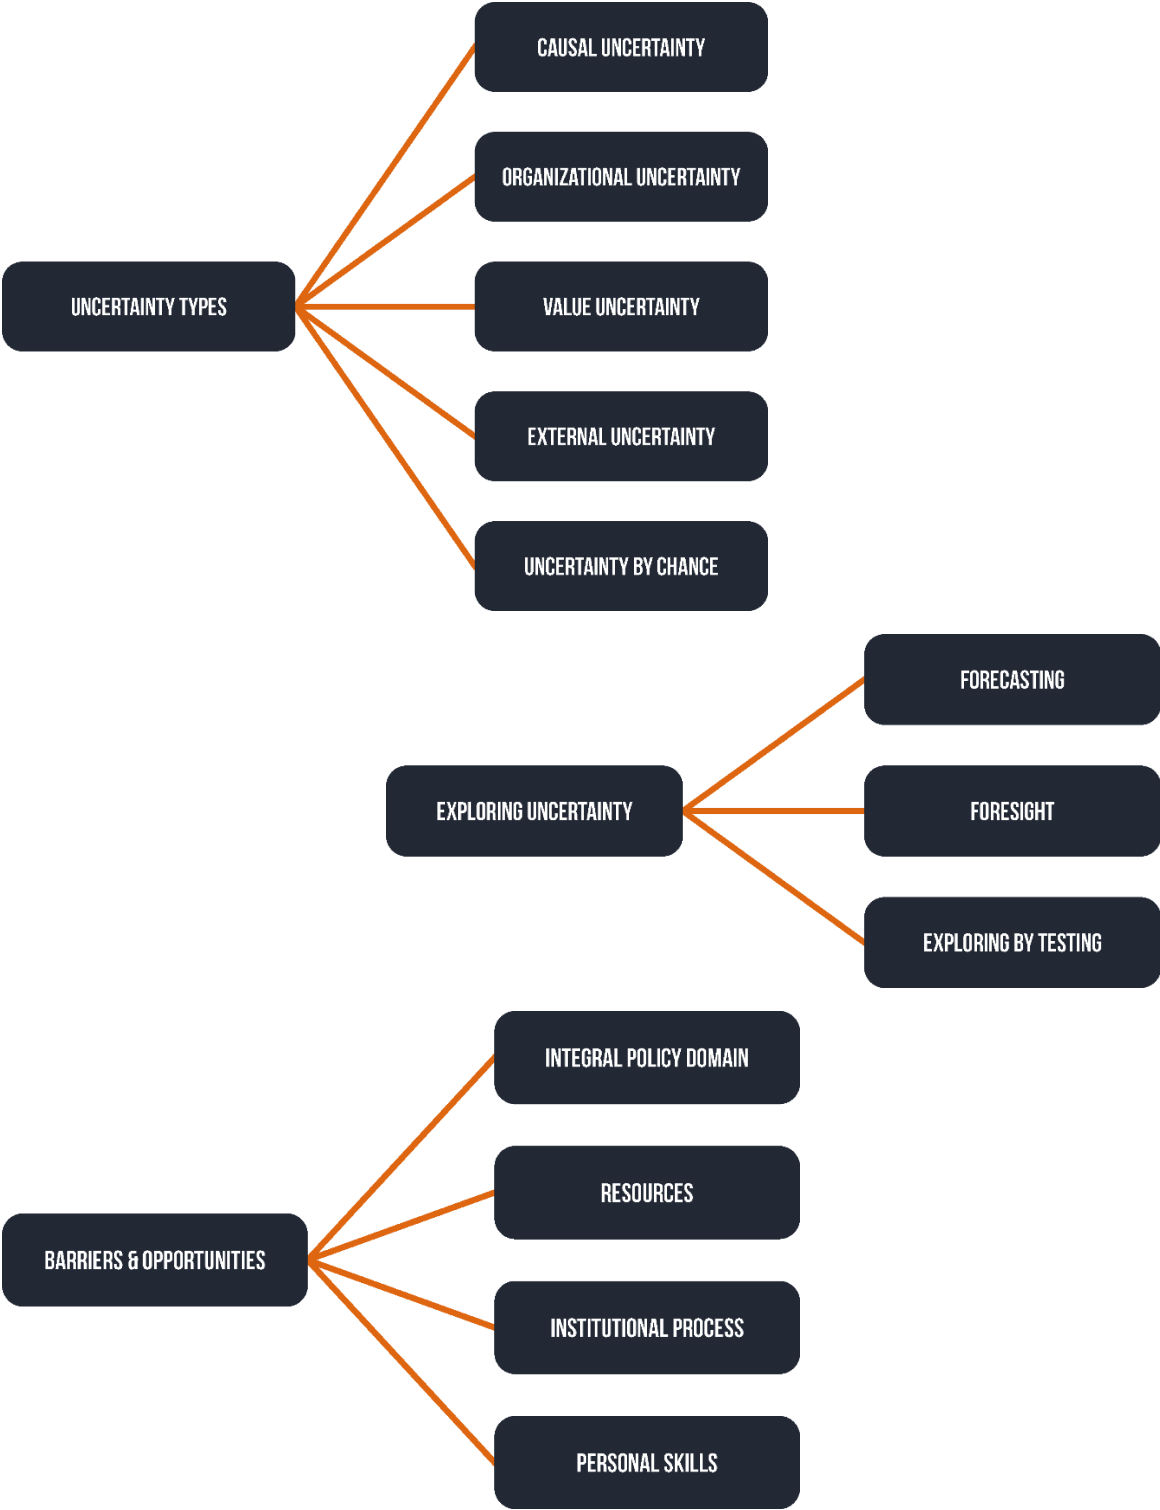 CAUSAL UNCERTAINTY
ORGANIZATIONAL UNCERTAINTY
UNCERTAINTY TYPES
VALUE UNCERTAINTY
EXTERNAL UNCERTAINTY
UNCERTAINTY BY CHANCE
FORECASTING
EXPLORING UNCERTAINTY
FORESIGHT
EXPLORING BY TESTING
INTEGRAL POLICY DOMAIN
RESOURCES
BARRIERS & OPPORTUNITIES
INSTITUTIONAL PROCESS
PERSONAL SKILLS